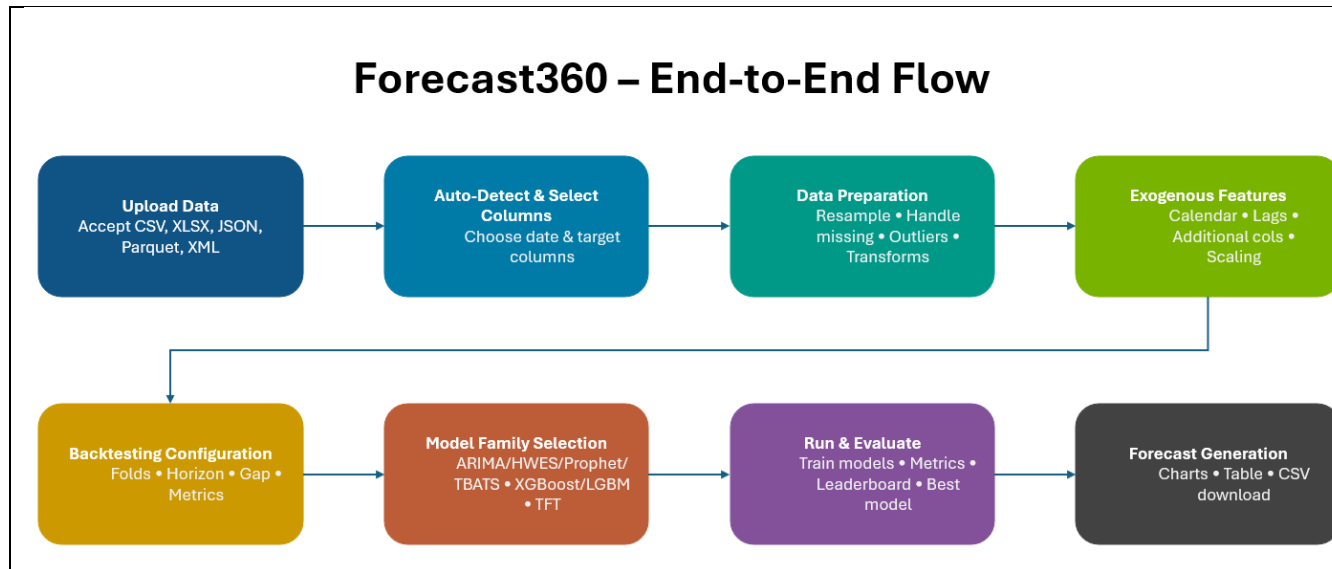 Forecast360 – End-to-End Flow
Upload Data
Accept CSV, XLSX, JSON,
Parquet, XML
Auto-Detect & Select
Columns
Choose date & target
columns
Data Preparation
Resample • Handle
missing • Outliers •
Transforms
Exogenous Features
Calendar • Lags •
Additional cols •
Scaling
Backtesting Configuration
Folds • Horizon • Gap •
Metrics
Model Family Selection
ARIMA/HWES/Prophet/
TBATS • XGBoost/LGBM
• TFT
Run & Evaluate
Train models • Metrics •
Leaderboard • Best
model
Forecast Generation
Charts • Table • CSV
download